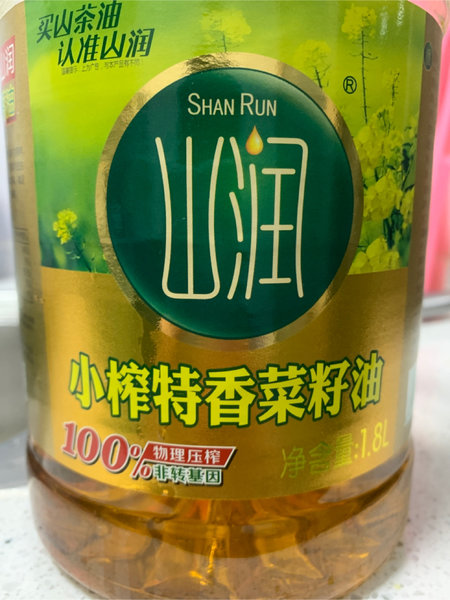 买山茶油
认准山润
SHAN RUN
®
山润
小榨特香菜籽油
100%
物理压榨
非转基因
净含量:1.8L
润